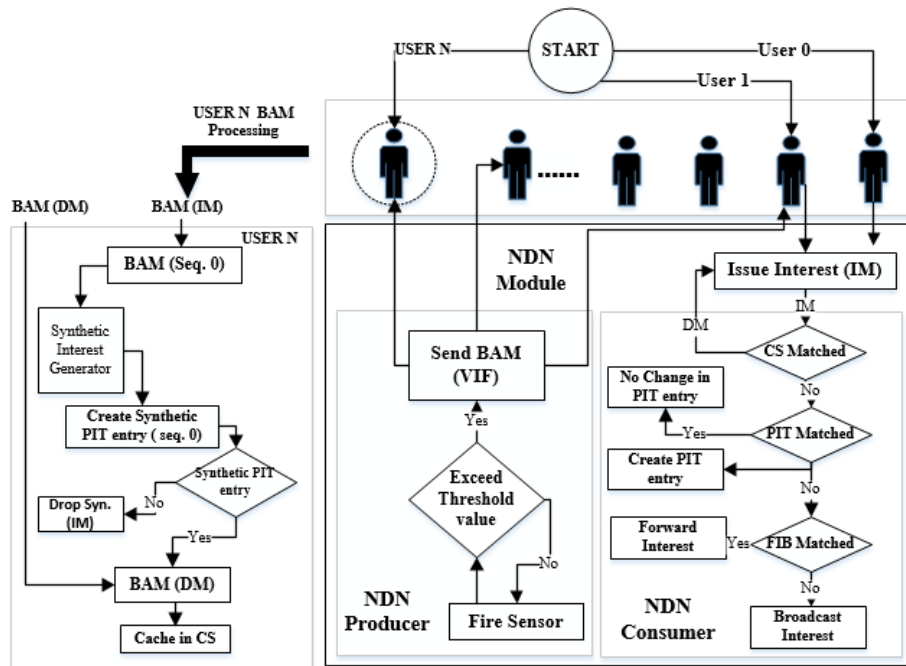 START
USER N
User 0
User 1
USER N BAM
Processing
......
BAM (DM)
BAM (IM)
USER N
BAM (Seq. 0)
Synthetic
Interest
Generator
Create Synthetic
PIT entry ( seq. 0)
Synthetic PIT
entry
No
Drop Syn.
(IM)
Yes
BAM (DM)
Cache in CS
NDN
Module
Send BAM
(VIF)
Yes
Exceed
Threshold
value
No
Fire Sensor
NDN
Producer
Issue Interest (IM)
IM
DM
CS Matched
No
No Change in
PIT entry
Yes
PIT Matched
Create PIT
entry
No
Forward
Interest
Yes
FIB Matched
No
Broadcast
Interest
NDN
Consumer